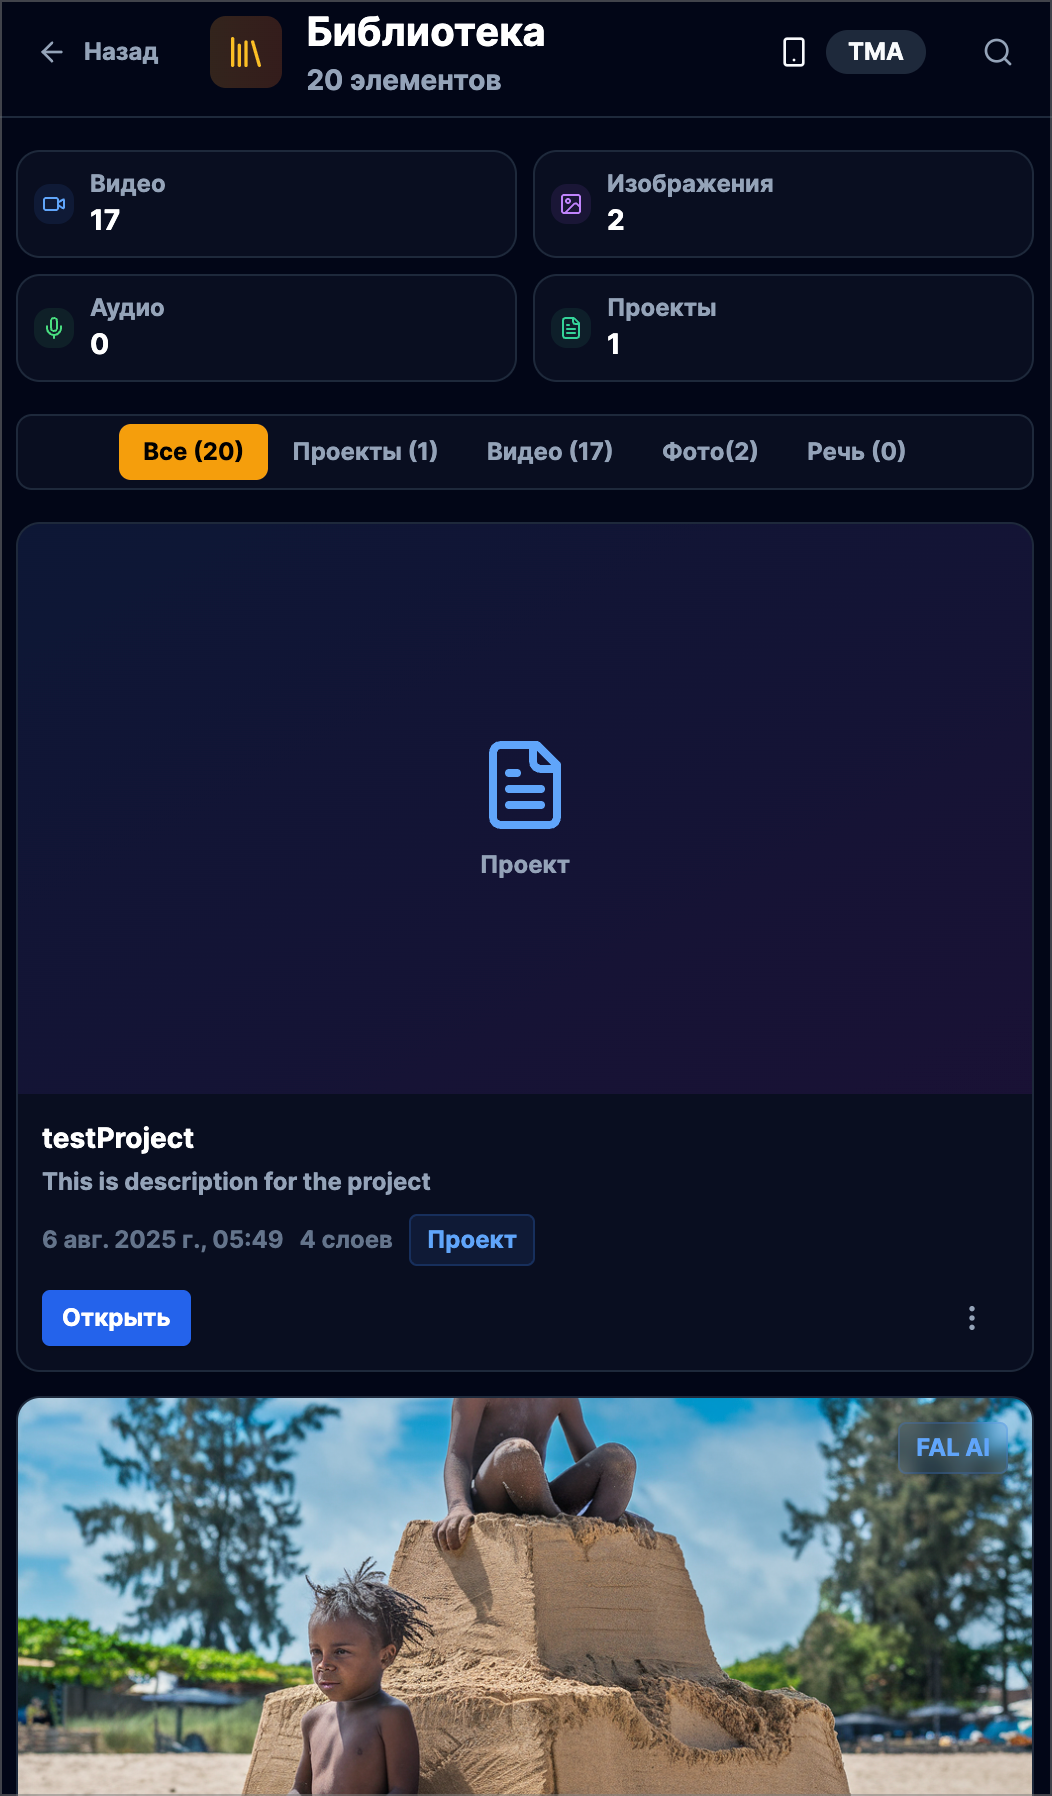 Назад
Библиотека
20 элементов
TMA
Видео
17
Изображения
2
Аудио
0
Проекты
1
Все (20)
Проекты (1)
Видео (17)
Фото(2)
Речь (0)
Проект
testProject
This is description for the project
6 авг. 2025 г., 05:49 4 слоев Проект
Открыть
FAL AI